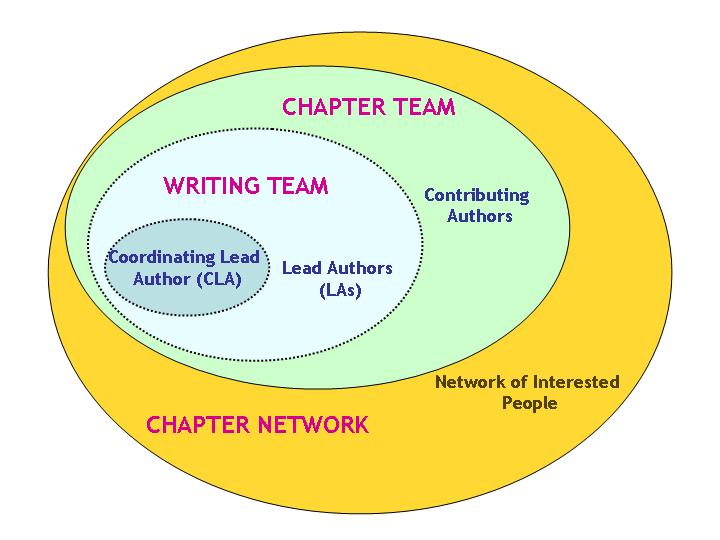 CHAPTER TEAM
WRITING TEAM
Contributing
Authors
Coordinating Lead
Author (CLA)
Lead Authors
(LAs)
Network of Interested
People
CHAPTER NETWORK